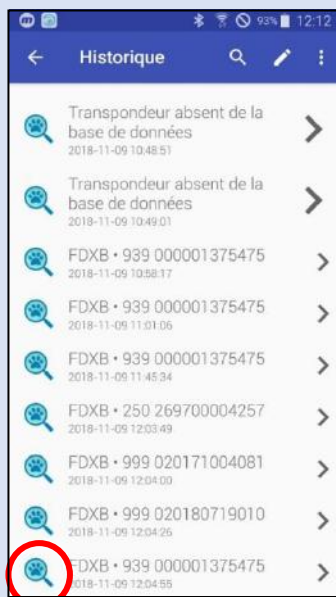 93% 12:12
Historique
Transpondeur absent de la
base de données
2018-11-09 10:48:51
Transpondeur absent de la
base de données
2018-11-09 10:49:01
FDXB • 939 000001375475
2018-11-09 10:58:17
FDXB • 939 000001375475
2018-11-09 11:01:06
FDXB • 939 000001375475
2018-11-09 11:45:34
FDXB • 250 269700004257
2018-11-09 12:03:49
FDXB • 999 020171004081
2018-11-09 12:04:00
FDXB • 999 020180719010
2018-11-09 12:04:26
FDXB • 939 000001375475
2018-11-09 12:04:55